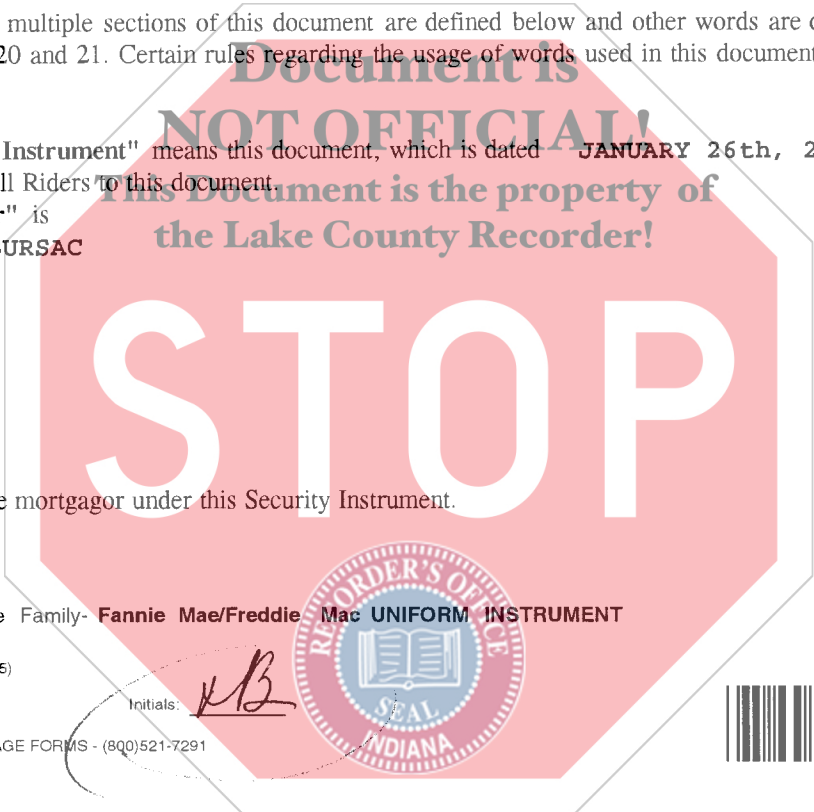 multiple sections of this document are defined below and other words are
20 and 21. Certain rules regarding the usage of words used in this document
Document is
NOT OFFICIAL!
Instrument" means this document, which is dated JANUARY 26th, 2
ll Riders to this document.
This Document is the property of
" is
the Lake County Recorder!
URSAC
STOP
e mortgagor under this Security Instrument.
RECORDER'S OFFICE
SEAL
INDIANA
e Family- Fannie Mae/Freddie Mac UNIFORM INSTRUMENT
5)
Initials:
AGE FORMS - (800)521-7291